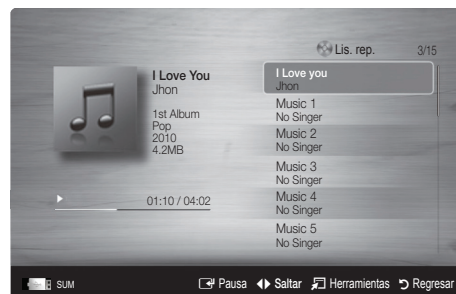 Lis. rep. 3/15
I Love You
Jhon
1st Album
Pop
2010
4.2MB
01:10 / 04:02
I Love you
Jhon
Music 1
No Singer
Music 2
No Singer
Music 3
No Singer
Music 4
No Singer
Music 5
No Singer
SUM Pausa Saltar Herramientas Regresar